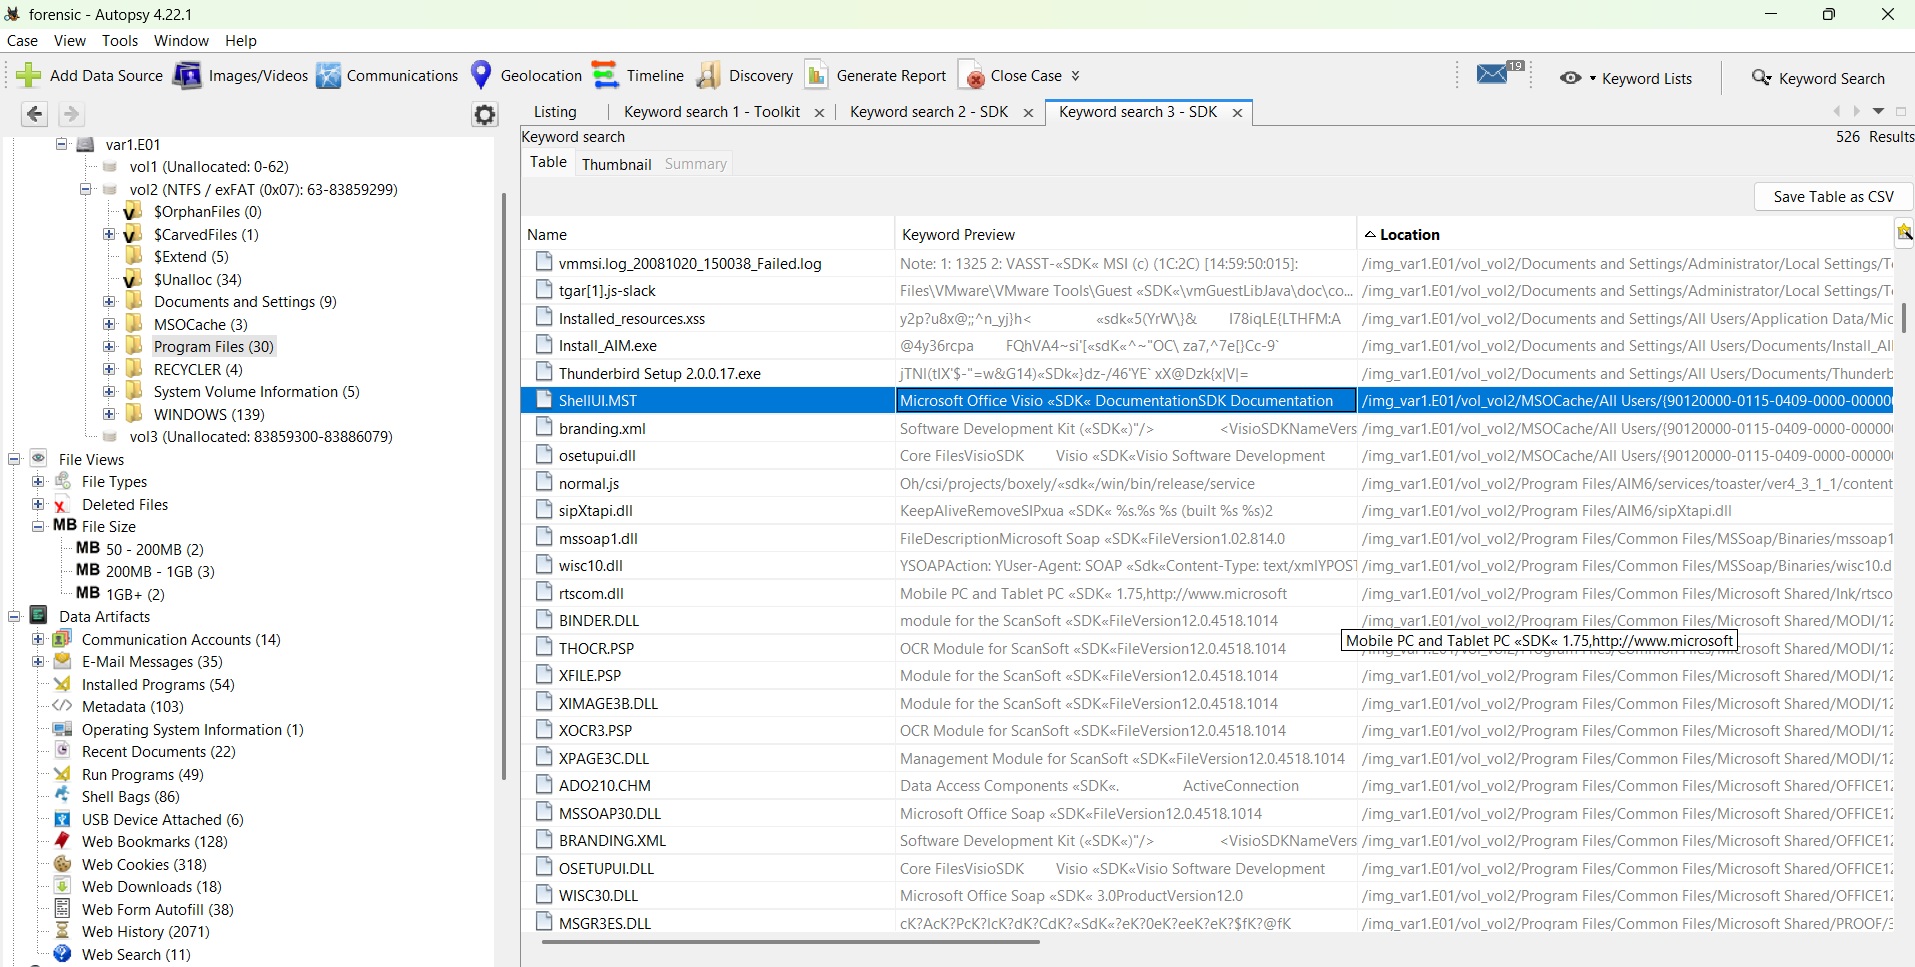 forensic - Autopsy 4.22.1
Case View Tools Window Help
Add Data Source Images/Videos Communications Geolocation Timeline Discovery Generate Report Close Case 19 Keyword Lists Keyword Search
Listing Keyword search 1 - Toolkit Keyword search 2 - SDK Keyword search 3 - SDK
Keyword search 526 Results
Table Thumbnail Summary
Save Table as CSV
var1.E01
vol1 (Unallocated: 0-62)
vol2 (NTFS / exFAT (0x07): 63-83859299)
$OrphanFiles (0)
$CarvedFiles (1)
$Extend (5)
$Unalloc (34)
Documents and Settings (9)
MSOCache (3)
Program Files (30)
RECYCLER (4)
System Volume Information (5)
WINDOWS (139)
vol3 (Unallocated: 83859300-83886079)
File Views
File Types
Deleted Files
MB File Size
MB 50 - 200MB (2)
MB 200MB - 1GB (3)
MB 1GB+ (2)
Data Artifacts
Communication Accounts (14)
E-Mail Messages (35)
Installed Programs (54)
Metadata (103)
Operating System Information (1)
Recent Documents (22)
Run Programs (49)
Shell Bags (86)
USB Device Attached (6)
Web Bookmarks (128)
Web Cookies (318)
Web Downloads (18)
Web Form Autofill (38)
Web History (2071)
Web Search (11)
Name Keyword Preview Location
vmmsi.log_20081020_150038_Failed.log Note: 1: 1325 2: VASST-«SDK« MSI (c) (1C:2C) [14:59:50:015]: /img_var1.E01/vol_vol2/Documents and Settings/Administrator/Local Settings/T
tgar[1].js-slack Files\VMware\VMware Tools\Guest «SDK«\vmGuestLibJava\doc\co... /img_var1.E01/vol_vol2/Documents and Settings/Administrator/Local Settings/T
Installed_resources.xss y2p?u8x@;;^n_yj}h< «sdk«5(YrW\}& I78iqLE{LTHFM:A /img_var1.E01/vol_vol2/Documents and Settings/All Users/Application Data/Mic
Install_AIM.exe @4y36rcpa FQhVA4~si'[«sdK«^~"OC\ za7,^7e[}Cc-9` /img_var1.E01/vol_vol2/Documents and Settings/All Users/Documents/Install_AI
Thunderbird Setup 2.0.0.17.exe jTNI(tIX'$-"=w&G14)«SDk«}dz-/46'YE` xX@Dzk{x|V|= /img_var1.E01/vol_vol2/Documents and Settings/All Users/Documents/Thunderb
ShellUI.MST Microsoft Office Visio «SDK« DocumentationSDK Documentation /img_var1.E01/vol_vol2/MSOCache/All Users/{90120000-0115-0409-0000-00000
branding.xml Software Development Kit («SDK«)"/> <VisioSDKNameVers /img_var1.E01/vol_vol2/MSOCache/All Users/{90120000-0115-0409-0000-00000
osetupui.dll Core FilesVisioSDK Visio «SDK«Visio Software Development /img_var1.E01/vol_vol2/MSOCache/All Users/{90120000-0115-0409-0000-00000
normal.js Oh/csi/projects/boxely/«sdk«/win/bin/release/service /img_var1.E01/vol_vol2/Program Files/AIM6/services/toaster/ver4_3_1_1/content
sipXtapi.dll KeepAliveRemoveSIPxua «SDK« %s.%s %s (built %s %s)2 /img_var1.E01/vol_vol2/Program Files/AIM6/sipXtapi.dll
mssoap1.dll FileDescriptionMicrosoft Soap «SDK«FileVersion1.02.814.0 /img_var1.E01/vol_vol2/Program Files/Common Files/MSSoap/Binaries/mssoap1
wisc10.dll YSOAPAction: YUser-Agent: SOAP «Sdk«Content-Type: text/xmlYPOST /img_var1.E01/vol_vol2/Program Files/Common Files/MSSoap/Binaries/wisc10.d
rtscom.dll Mobile PC and Tablet PC «SDK« 1.75,http://www.microsoft /img_var1.E01/vol_vol2/Program Files/Common Files/Microsoft Shared/Ink/rtsco
BINDER.DLL module for the ScanSoft «SDK«FileVersion12.0.4518.1014 /img_var1.E01/vol_vol2/Program Files/Common Files/Microsoft Shared/MODI/12
Mobile PC and Tablet PC «SDK« 1.75,http://www.microsoft
THOCR.PSP OCR Module for ScanSoft «SDK«FileVersion12.0.4518.1014 Microsoft Shared/MODI/12
XFILE.PSP Module for the ScanSoft «SDK«FileVersion12.0.4518.1014 /img_var1.E01/vol_vol2/Program Files/Common Files/Microsoft Shared/MODI/12
XIMAGE3B.DLL Module for the ScanSoft «SDK«FileVersion12.0.4518.1014 /img_var1.E01/vol_vol2/Program Files/Common Files/Microsoft Shared/MODI/12
XOCR3.PSP OCR Module for ScanSoft «SDK«FileVersion12.0.4518.1014 /img_var1.E01/vol_vol2/Program Files/Common Files/Microsoft Shared/MODI/12
XPAGE3C.DLL Management Module for ScanSoft «SDK«FileVersion12.0.4518.1014 /img_var1.E01/vol_vol2/Program Files/Common Files/Microsoft Shared/MODI/12
ADO210.CHM Data Access Components «SDK«. ActiveConnection /img_var1.E01/vol_vol2/Program Files/Common Files/Microsoft Shared/OFFICE12
MSSOAP30.DLL Microsoft Office Soap «SDK«FileVersion12.0.4518.1014 /img_var1.E01/vol_vol2/Program Files/Common Files/Microsoft Shared/OFFICE12
BRANDING.XML Software Development Kit («SDK«)"/> <VisioSDKNameVers /img_var1.E01/vol_vol2/Program Files/Common Files/Microsoft Shared/OFFICE12
OSETUPUI.DLL Core FilesVisioSDK Visio «SDK«Visio Software Development /img_var1.E01/vol_vol2/Program Files/Common Files/Microsoft Shared/OFFICE12
WISC30.DLL Microsoft Office Soap «SDK« 3.0ProductVersion12.0 /img_var1.E01/vol_vol2/Program Files/Common Files/Microsoft Shared/OFFICE12
MSGR3ES.DLL cK?AcK?PcK?lcK?dK?CdK?«SdK«?eK?0eK?eeK?eK?$fK?@fK /img_var1.E01/vol_vol2/Program Files/Common Files/Microsoft Shared/PROOF/3